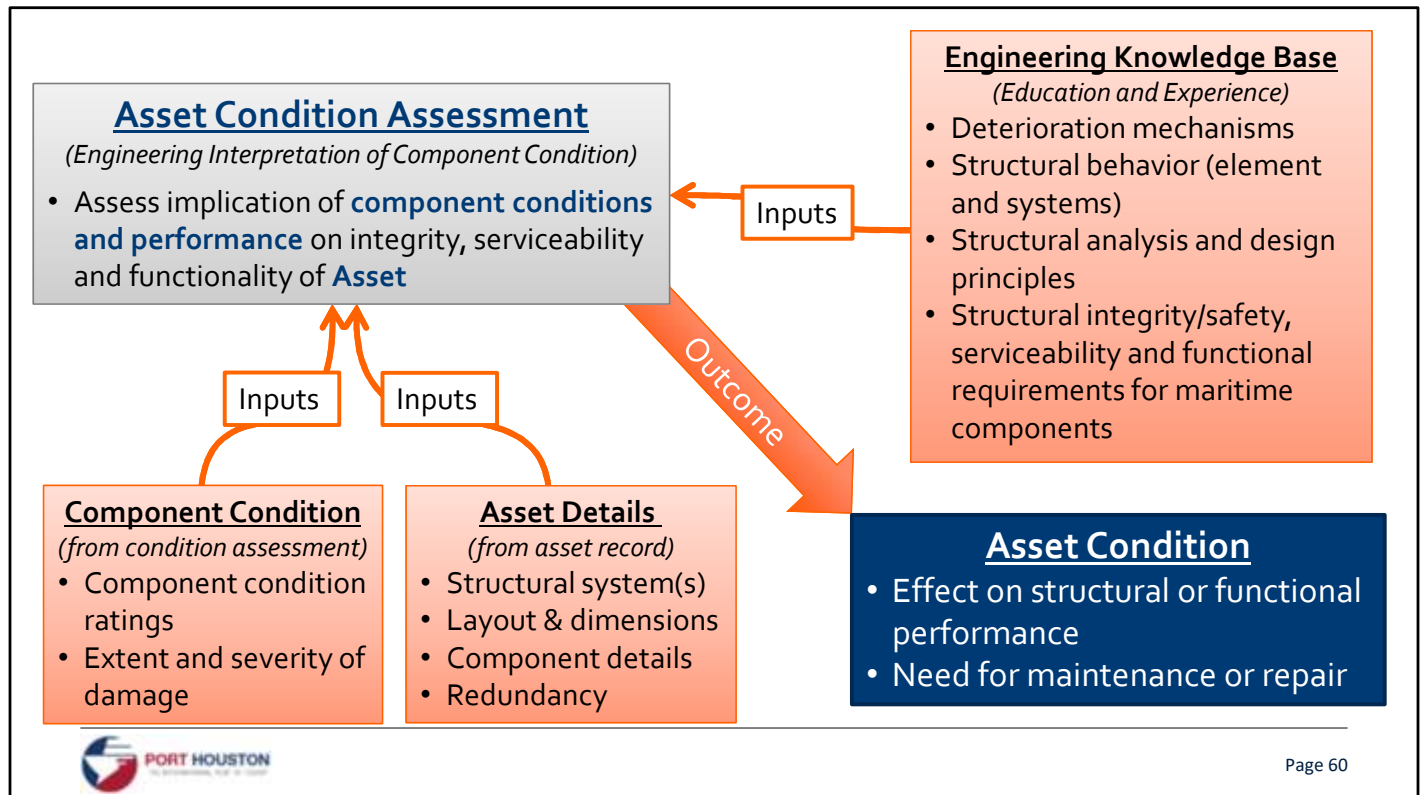 Asset Condition Assessment
(Engineering Interpretation of Component Condition)
• Assess implication of component conditions
and performance on integrity, serviceability
and functionality of Asset
Engineering Knowledge Base
(Education and Experience)
• Deterioration mechanisms
• Structural behavior (element
and systems)
• Structural analysis and design
principles
• Structural integrity/safety,
serviceability and functional
requirements for maritime
components
Inputs
Inputs
Inputs
Outcome
Component Condition
(from condition assessment)
• Component condition
ratings
• Extent and severity of
damage
Asset Details
(from asset record)
• Structural system(s)
• Layout & dimensions
• Component details
• Redundancy
Asset Condition
• Effect on structural or functional
performance
• Need for maintenance or repair
PORT HOUSTON
Page 60